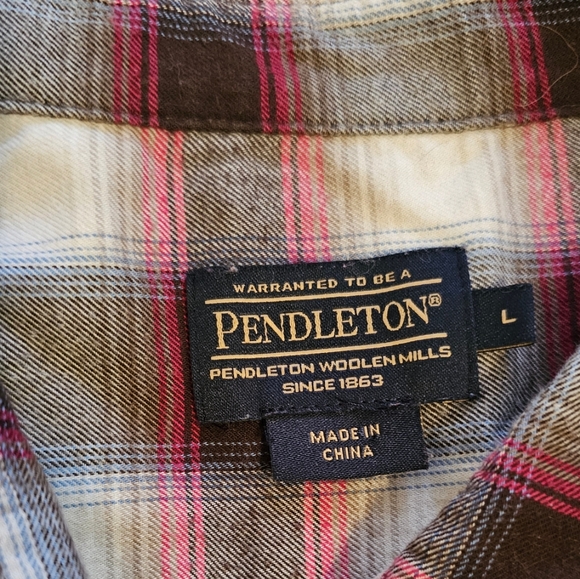 WARRANTED TO BE A
PENDLETON®
PENDLETON WOOLEN MILLS
SINCE 1863
L
MADE IN
CHINA